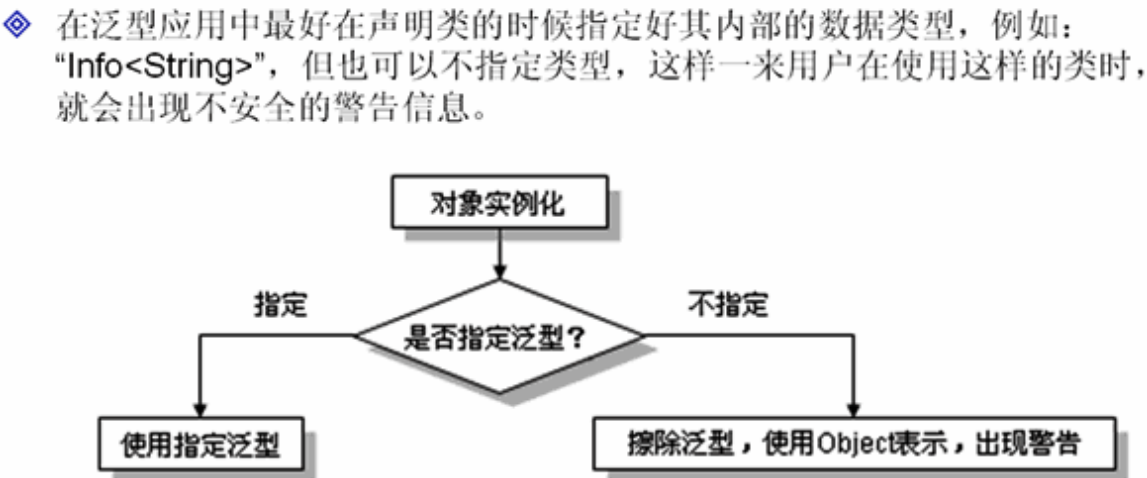 在泛型应用中最好在声明类的时候指定好其内部的数据类型，例如：
“Info<String>”，但也可以不指定类型，这样一来用户在使用这样的类时，
就会出现不安全的警告信息。
对象实例化
指定
不指定
是否指定泛型？
使用指定泛型
擦除泛型，使用Object表示，出现警告